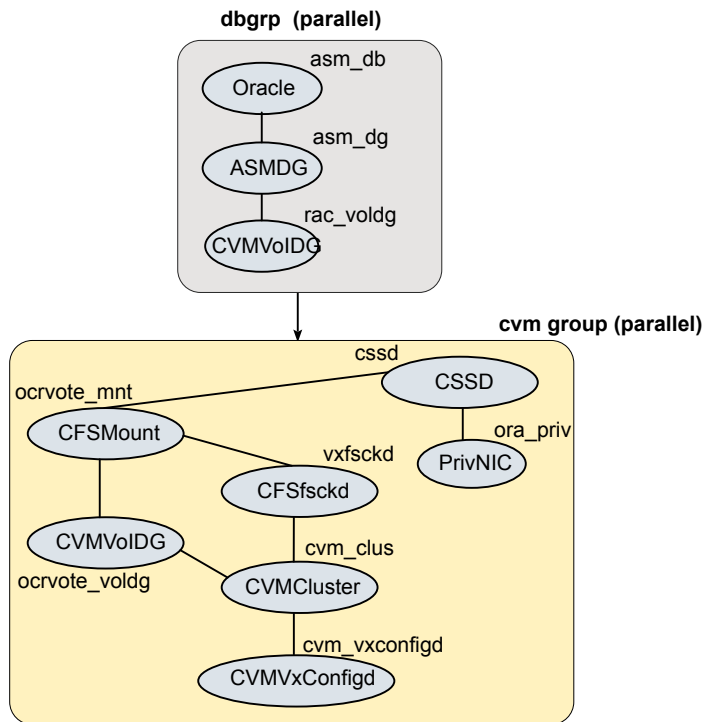 dbgrp (parallel)
asm_db
Oracle
asm_dg
ASMDG
rac_voldg
CVMVolDG
cvm group (parallel)
cssd
CSSD
ocrvote_mnt
CFSMount
ora_priv
PrivNIC
vxfsckd
CFSfsckd
CVMVolDG
ocrvote_voldg
cvm_clus
CVMCluster
cvm_vxconfigd
CVMVxConfigd